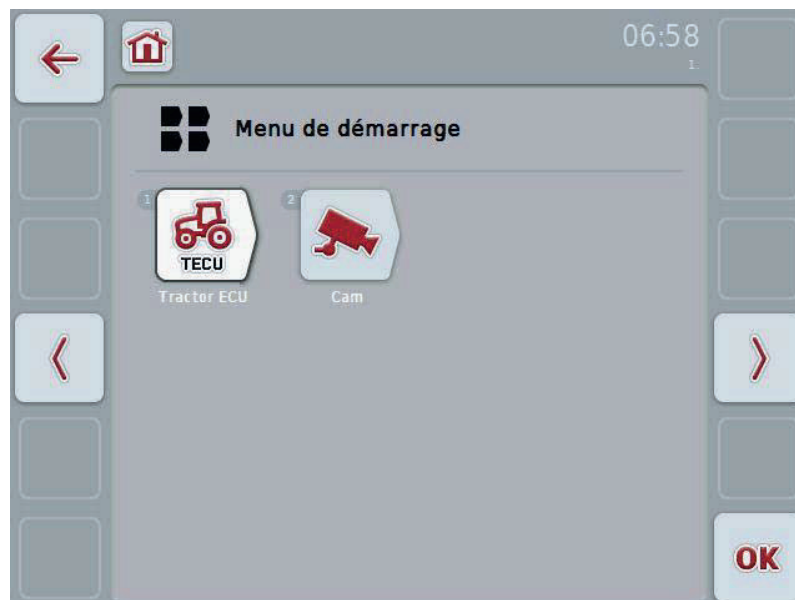 06:58
1.
Menu de démarrage
1
2
TECU
Tractor ECU
Cam
OK